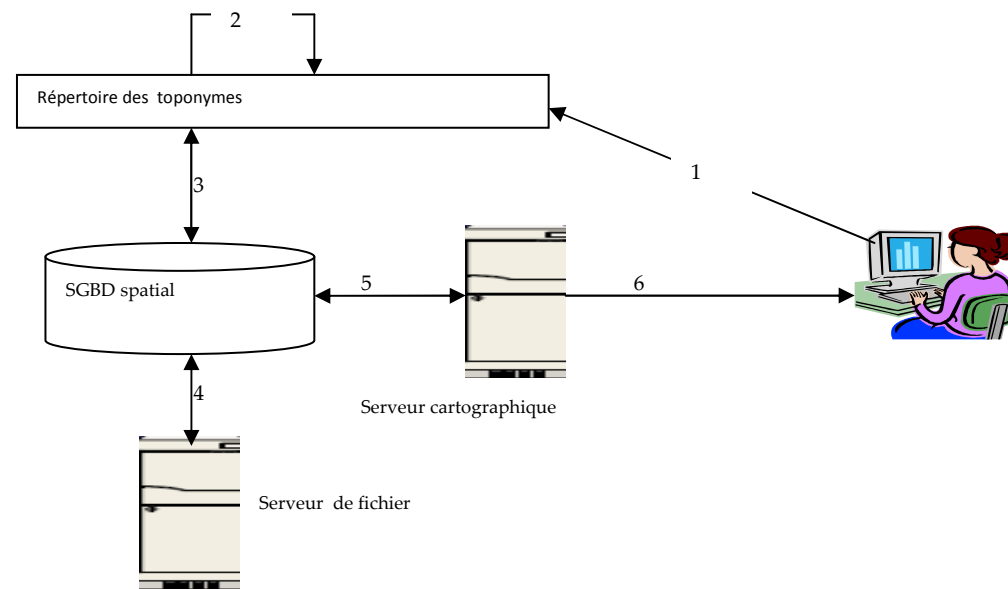 2
Répertoire des toponymes
1
3
SGBD spatial
5
6
4
Serveur cartographique
Serveur de fichier